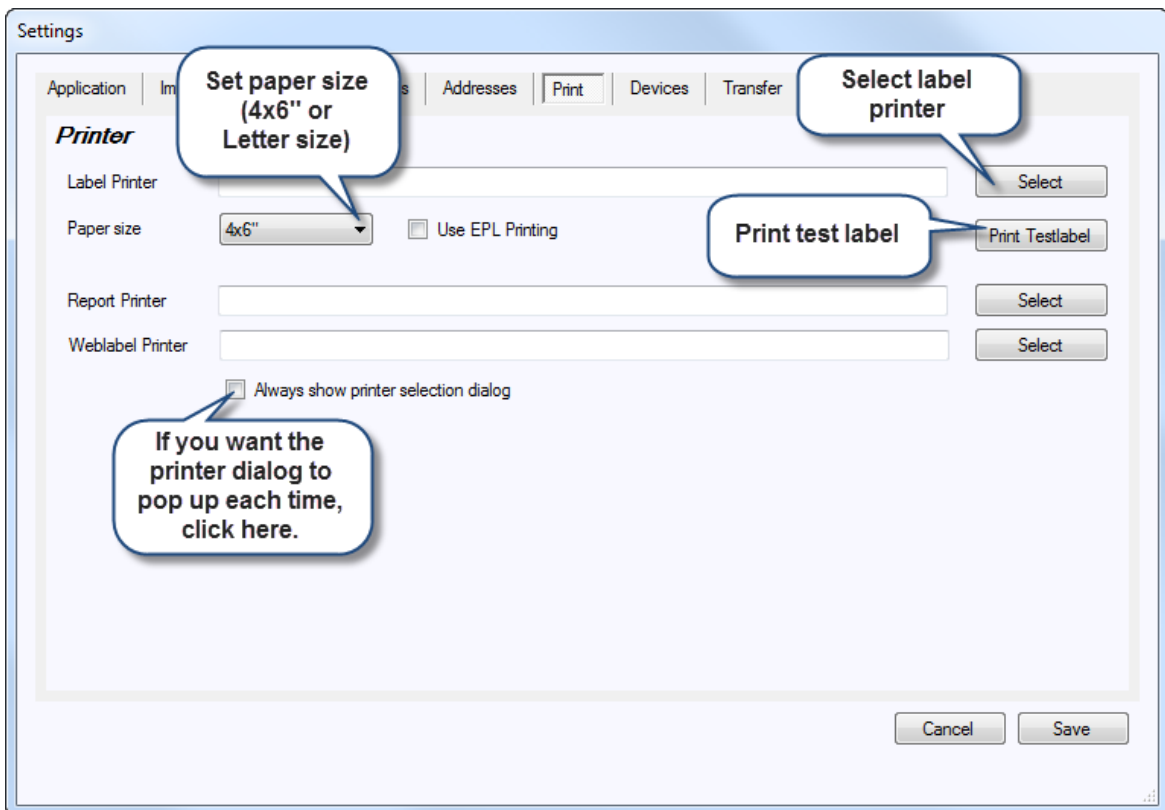 Settings
Application Im s Addresses Print Devices Transfer
Set paper size
(4x6" or
Letter size)
Select label
printer
Printer
Label Printer Select
Paper size 4x6" Use EPL Printing Print Testlabel
Print test label
Report Printer Select
Weblabel Printer Select
Always show printer selection dialog
If you want the
printer dialog to
pop up each time,
click here.
Cancel Save